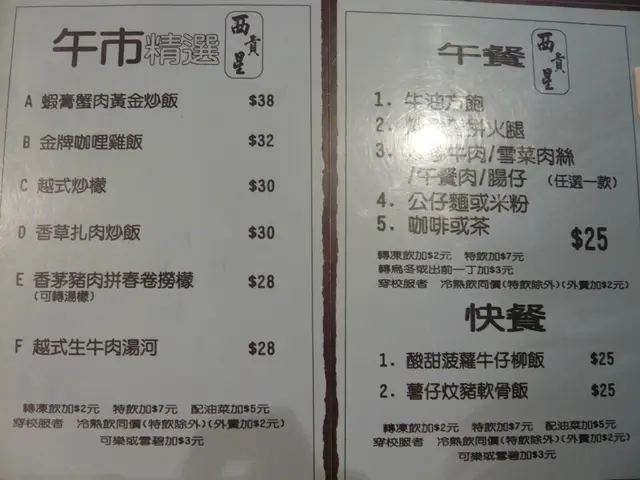 午市精選
西貢星
A 蝦膏蟹肉黃金炒飯 $38
B 金牌咖哩雞飯 $32
C 越式炒檬 $30
D 香草扎肉炒飯 $30
E 香茅豬肉拼春卷撈檬 $28
(可轉湯檬)
F 越式生牛肉湯河 $28
轉凍飲加$2元 特飲加$7元 配油菜加$5元
穿校服者 冷熱飲同價(特飲除外)(外賣加$2元)
可樂或雪碧加$3元
午餐
西貢星
1. 牛油方飽
2. 火腿
3. 牛肉/雪菜肉絲
/午餐肉/腸仔 (任選一款)
4. 公仔麵或米粉
5. 咖啡或茶
$25
轉凍飲加$2元 特飲加$7元
轉烏冬或出前一丁加$3元
穿校服者 冷熱飲同價(特飲除外)(外賣加$2元)
快餐
1. 酸甜菠蘿牛仔柳飯 $25
2. 薯仔炆豬軟骨飯 $25
轉凍飲加$2元 特飲加$7元 配油菜加$5元
穿校服者 冷熱飲同價(特飲除外)(外賣加$2元)
可樂或雪碧加$3元